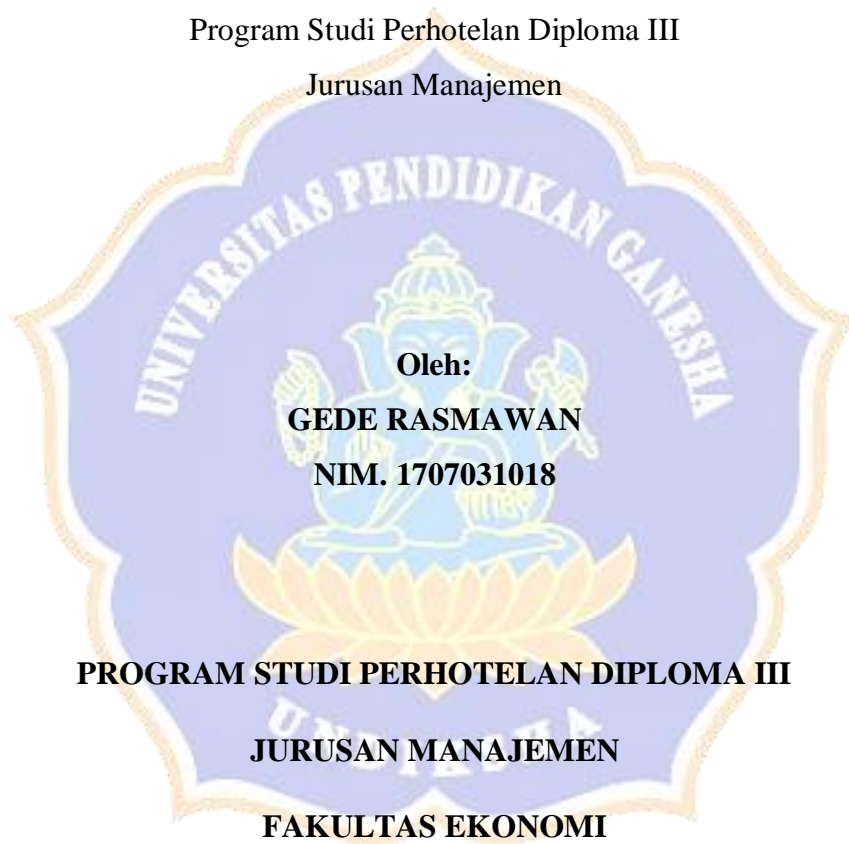 Program Studi Perhotelan Diploma III
Jurusan Manajemen
UNIVERSITAS PENDIDIKAN GANESHA
Oleh:
GEDE RASMAWAN
NIM. 1707031018
PROGRAM STUDI PERHOTELAN DIPLOMA III
UNDIKSHA
JURUSAN MANAJEMEN
FAKULTAS EKONOMI